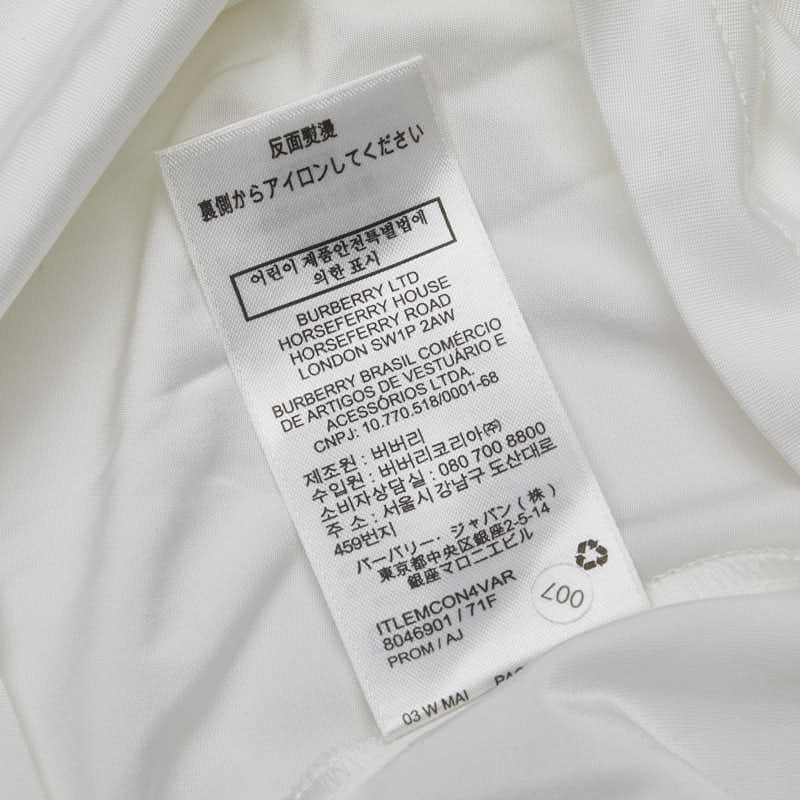 反面熨燙
裏側からアイロンしてください
어린이 제품안전특별법에
의한 표시
BURBERRY LTD
HORSEFERRY HOUSE
HORSEFERRY ROAD
LONDON SW1P 2AW
BURBERRY BRASIL COMÉRCIO
DE ARTIGOS DE VESTUÁRIO E
ACESSÓRIOS LTDA.
CNPJ: 10.770.518/0001-68
제조원 : 버버리
수입원 : 버버리코리아㈜
소비자상담실 : 080 700 8800
주 소 : 서울시 강남구 도산대로
459번지
バーバリー・ジャパン(株)
東京都中央区銀座2-5-14
銀座マロニエビル
ITLEMCON4VAR
8046901 / 71F
PROM / AJ
007
03 W MAI